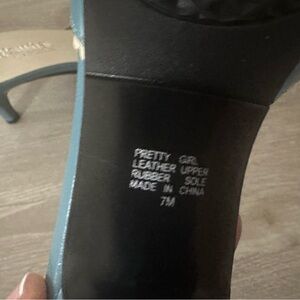 PRETTY GIRL
LEATHER UPPER
RUBBER SOLE
MADE IN CHINA
7M